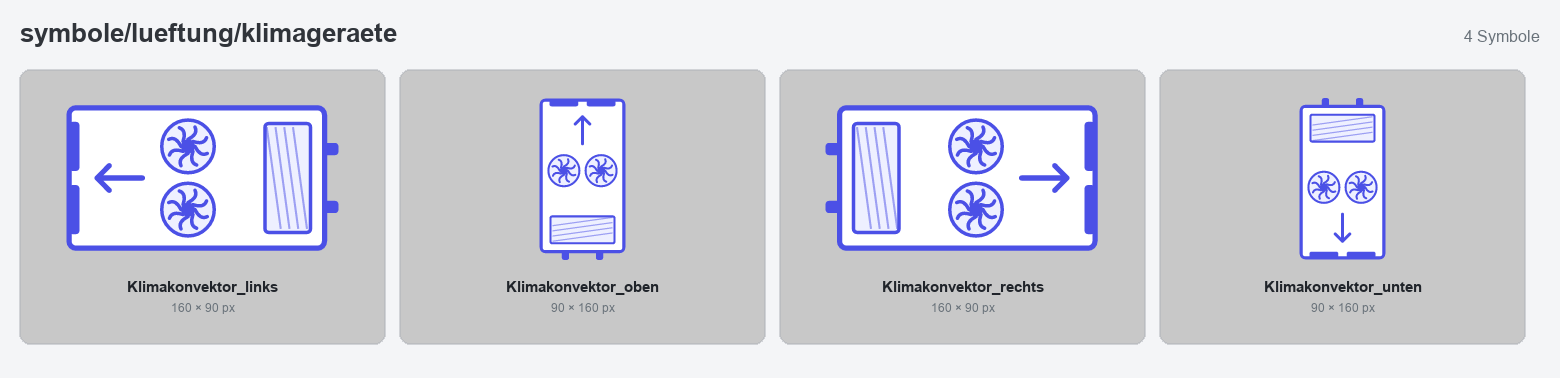 symbole/lueftung/klimageraete
4 Symbole
Klimakonvektor_links
160 × 90 px
Klimakonvektor_oben
90 × 160 px
Klimakonvektor_rechts
160 × 90 px
Klimakonvektor_unten
90 × 160 px